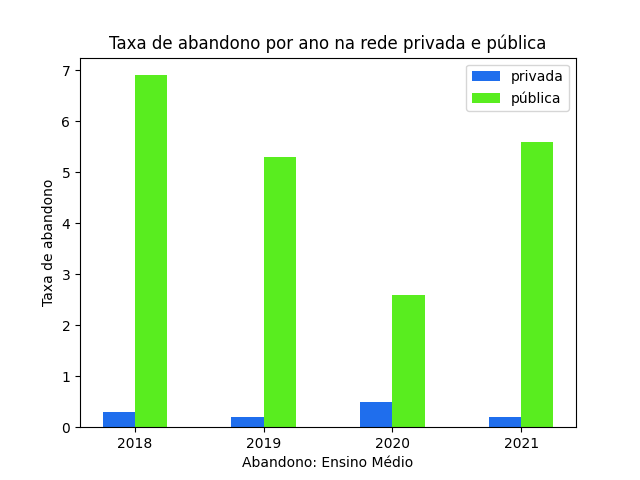 Taxa de abandono por ano na rede privada e pública
privada
pública
7
6
5
4
3
2
1
0
Taxa de abandono
2018 2019 2020 2021
Abandono: Ensino Médio